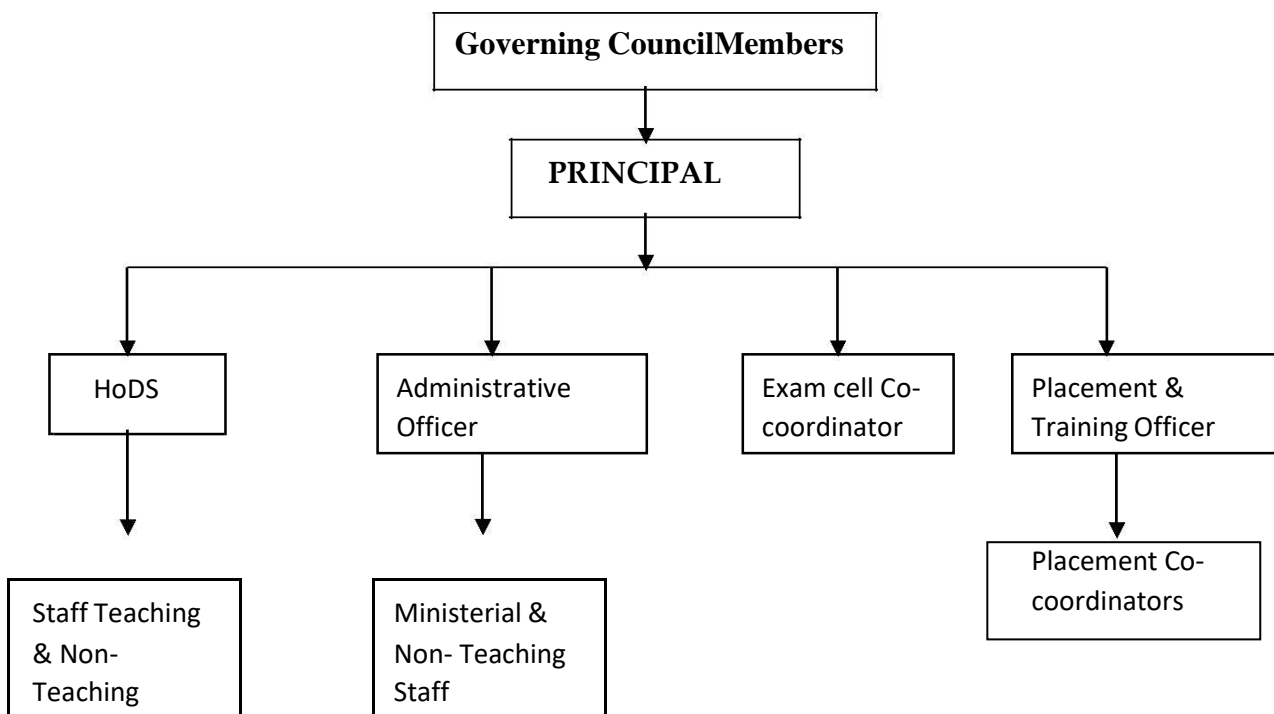 Governing CouncilMembers
PRINCIPAL
HoDS
Administrative
Officer
Exam cell Co-
coordinator
Placement &
Training Officer
Staff Teaching
& Non-
Teaching
Ministerial &
Non- Teaching
Staff
Placement Co-
coordinators